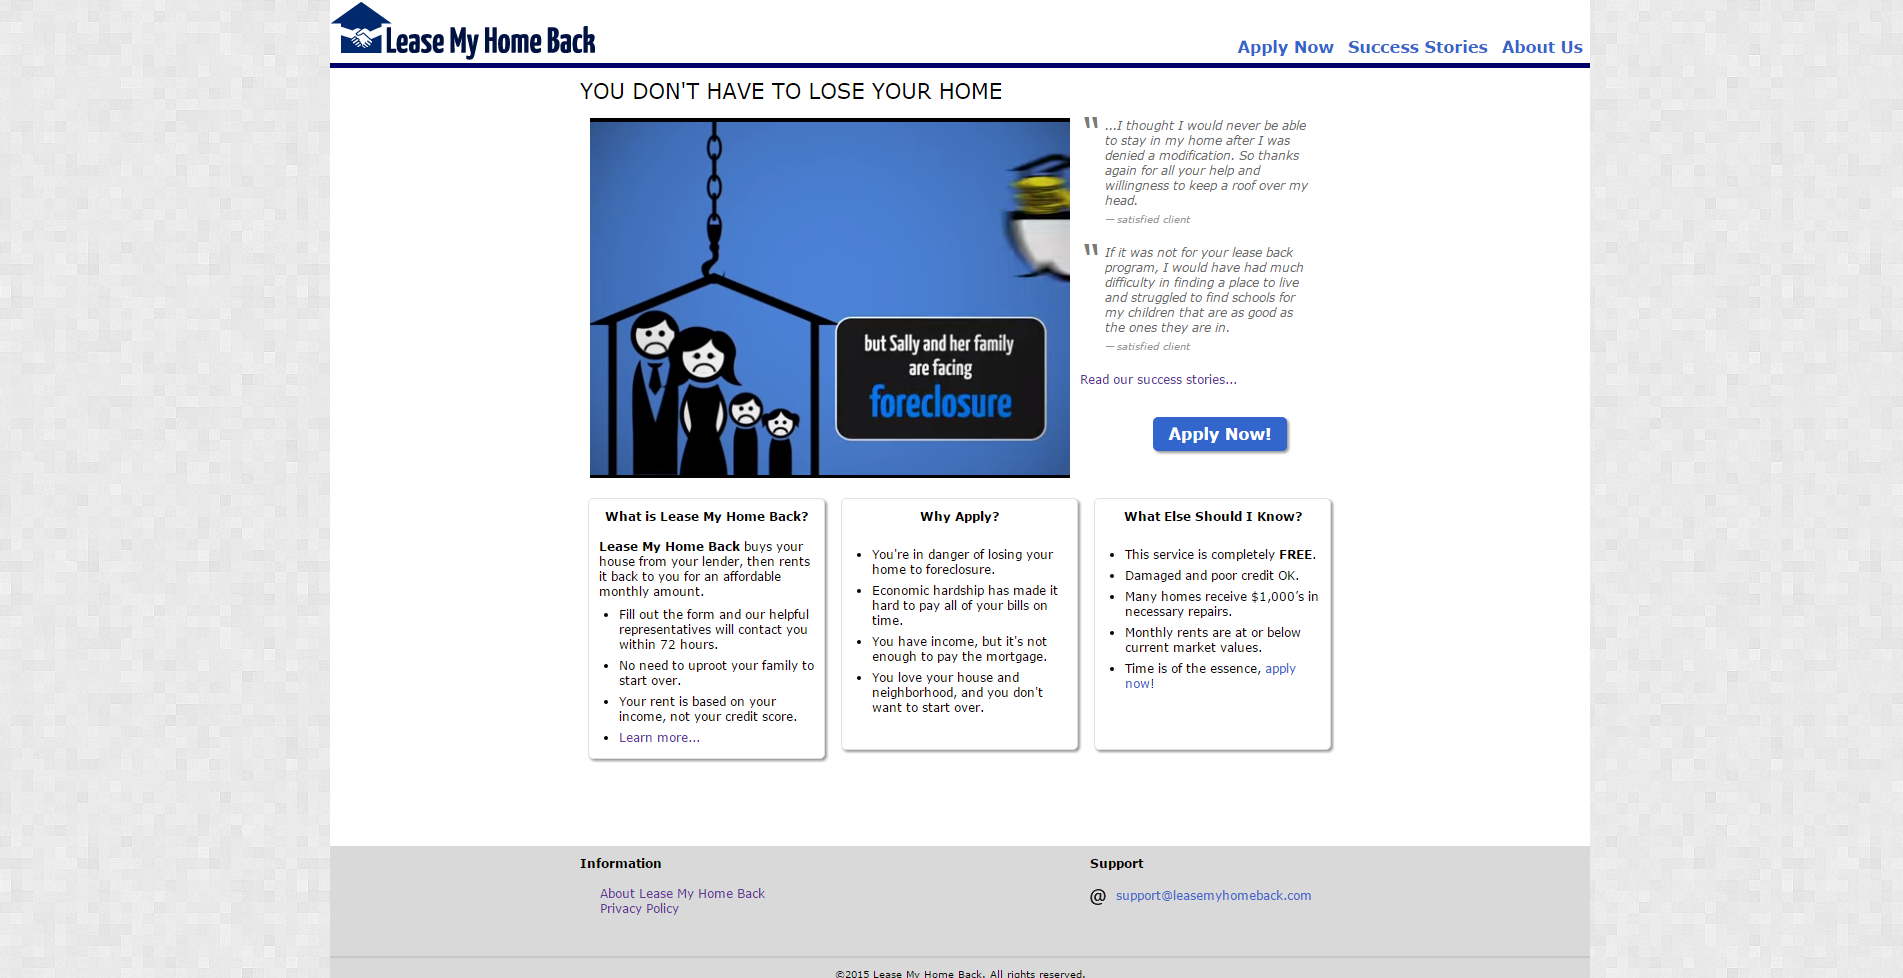 Lease My Home Back
Apply Now Success Stories About Us
YOU DON'T HAVE TO LOSE YOUR HOME
but Sally and her family
are facing
foreclosure
" ...I thought I would never be able
to stay in my home after I was
denied a modification. So thanks
again for all your help and
willingness to keep a roof over my
head.
— satisfied client
" If it was not for your lease back
program, I would have had much
difficulty in finding a place to live
and struggled to find schools for
my children that are as good as
the ones they are in.
— satisfied client
Read our success stories...
Apply Now!
What is Lease My Home Back?
Lease My Home Back buys your
house from your lender, then rents
it back to you for an affordable
monthly amount.
• Fill out the form and our helpful
representatives will contact you
within 72 hours.
• No need to uproot your family to
start over.
• Your rent is based on your
income, not your credit score.
• Learn more...
Why Apply?
• You're in danger of losing your
home to foreclosure.
• Economic hardship has made it
hard to pay all of your bills on
time.
• You have income, but it's not
enough to pay the mortgage.
• You love your house and
neighborhood, and you don't
want to start over.
What Else Should I Know?
• This service is completely FREE.
• Damaged and poor credit OK.
• Many homes receive $1,000’s in
necessary repairs.
• Monthly rents are at or below
current market values.
• Time is of the essence, apply
now!
Information
About Lease My Home Back
Privacy Policy
Support
@ support@leasemyhomeback.com
©2015 Lease My Home Back. All rights reserved.